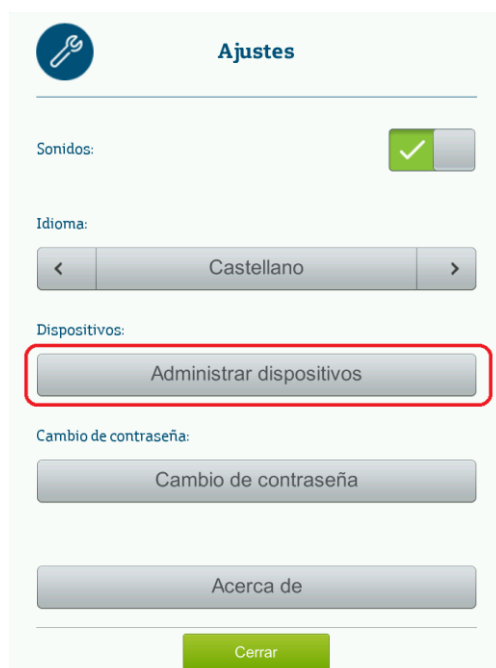 Ajustes
Sonidos:
Idioma:
Castellano
Dispositivos:
Administrar dispositivos
Cambio de contraseña:
Cambio de contraseña
Acerca de
Cerrar